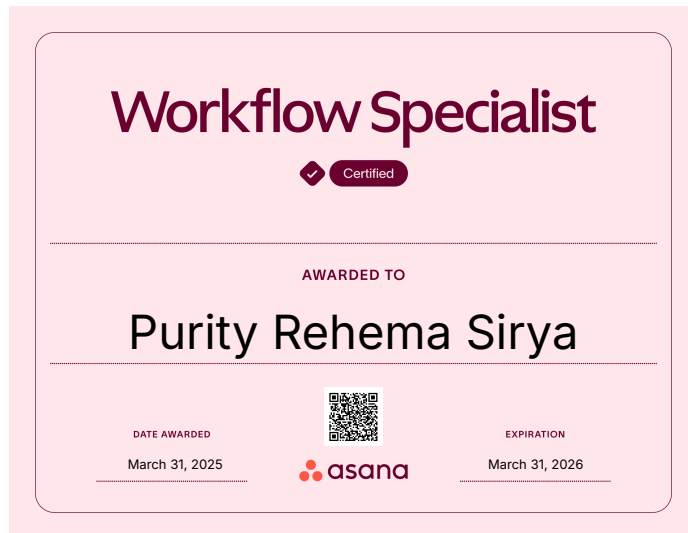 Workflow Specialist
Certified
AWARDED TO
Purity Rehema Sirya
DATE AWARDED
March 31, 2025
asana
EXPIRATION
March 31, 2026